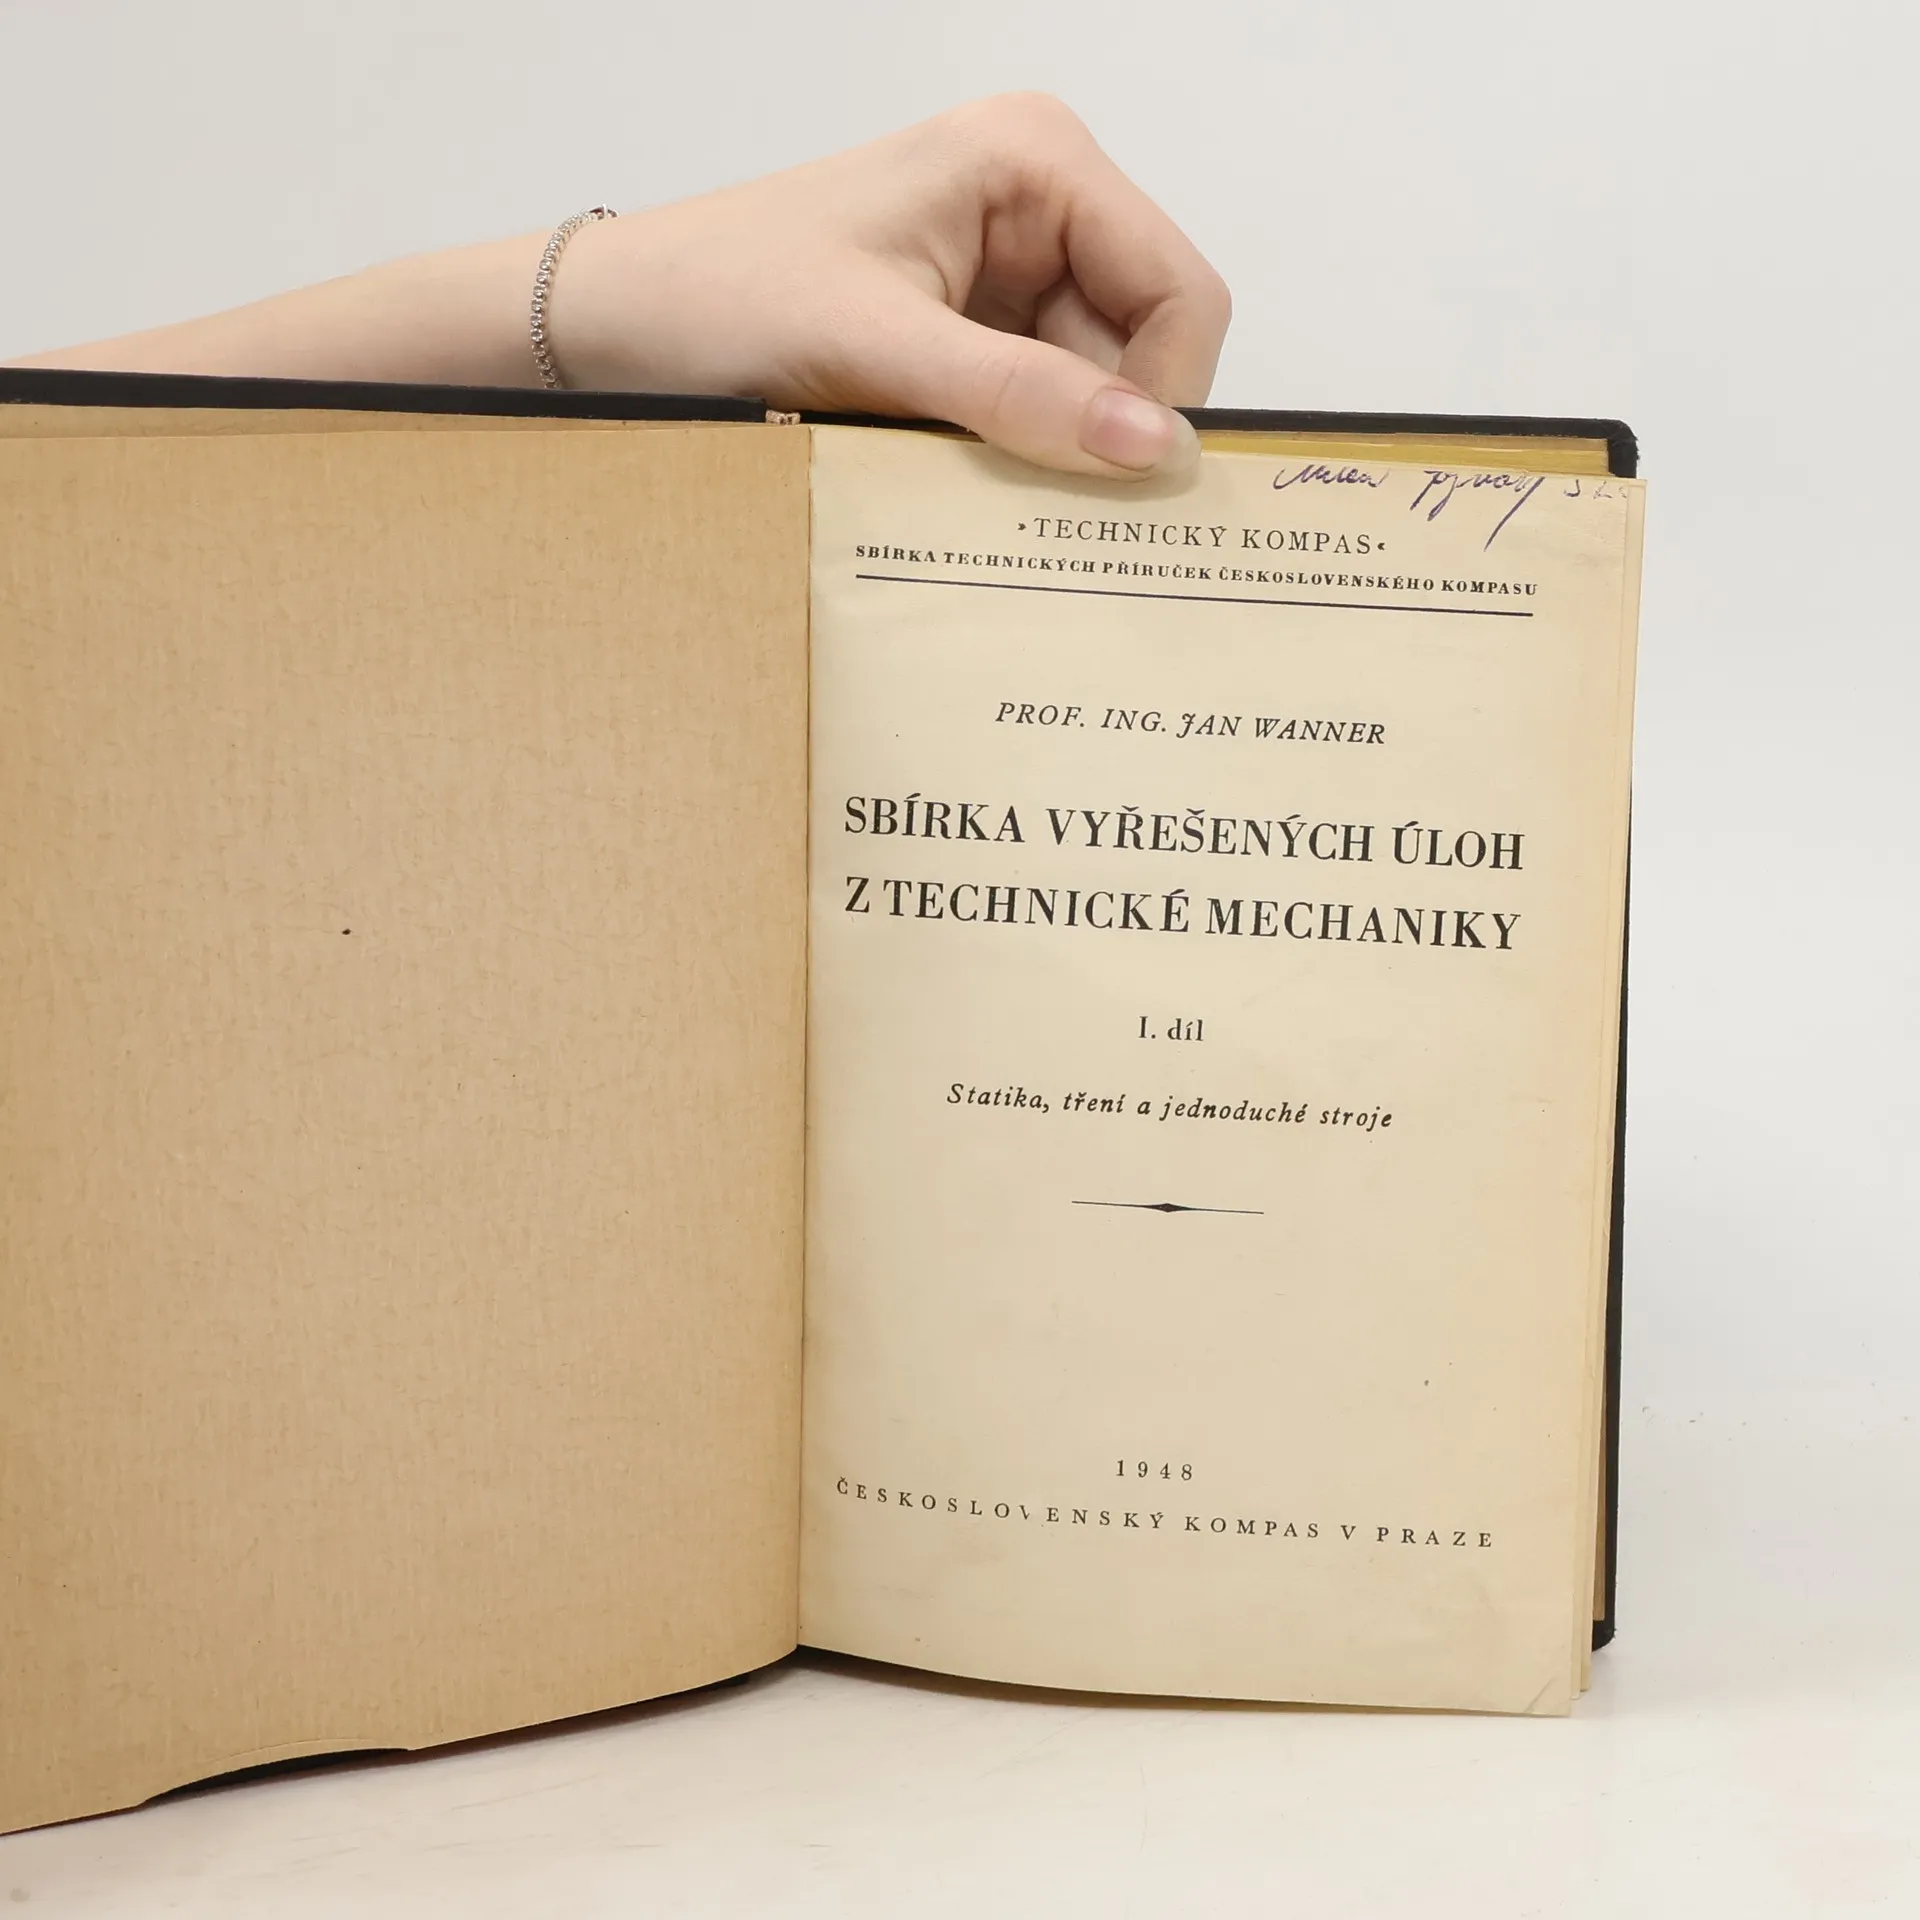 »TECHNICKÝ KOMPAS«
SBÍRKA TECHNICKÝCH PŘÍRUČEK ČESKOSLOVENSKÉHO KOMPASU
PROF. ING. JAN WANNER
SBÍRKA VYŘEŠENÝCH ÚLOH
Z TECHNICKÉ MECHANIKY
I. díl
Statika, tření a jednoduché stroje
1948
ČESKOSLOVENSKÝ KOMPAS V PRAZE